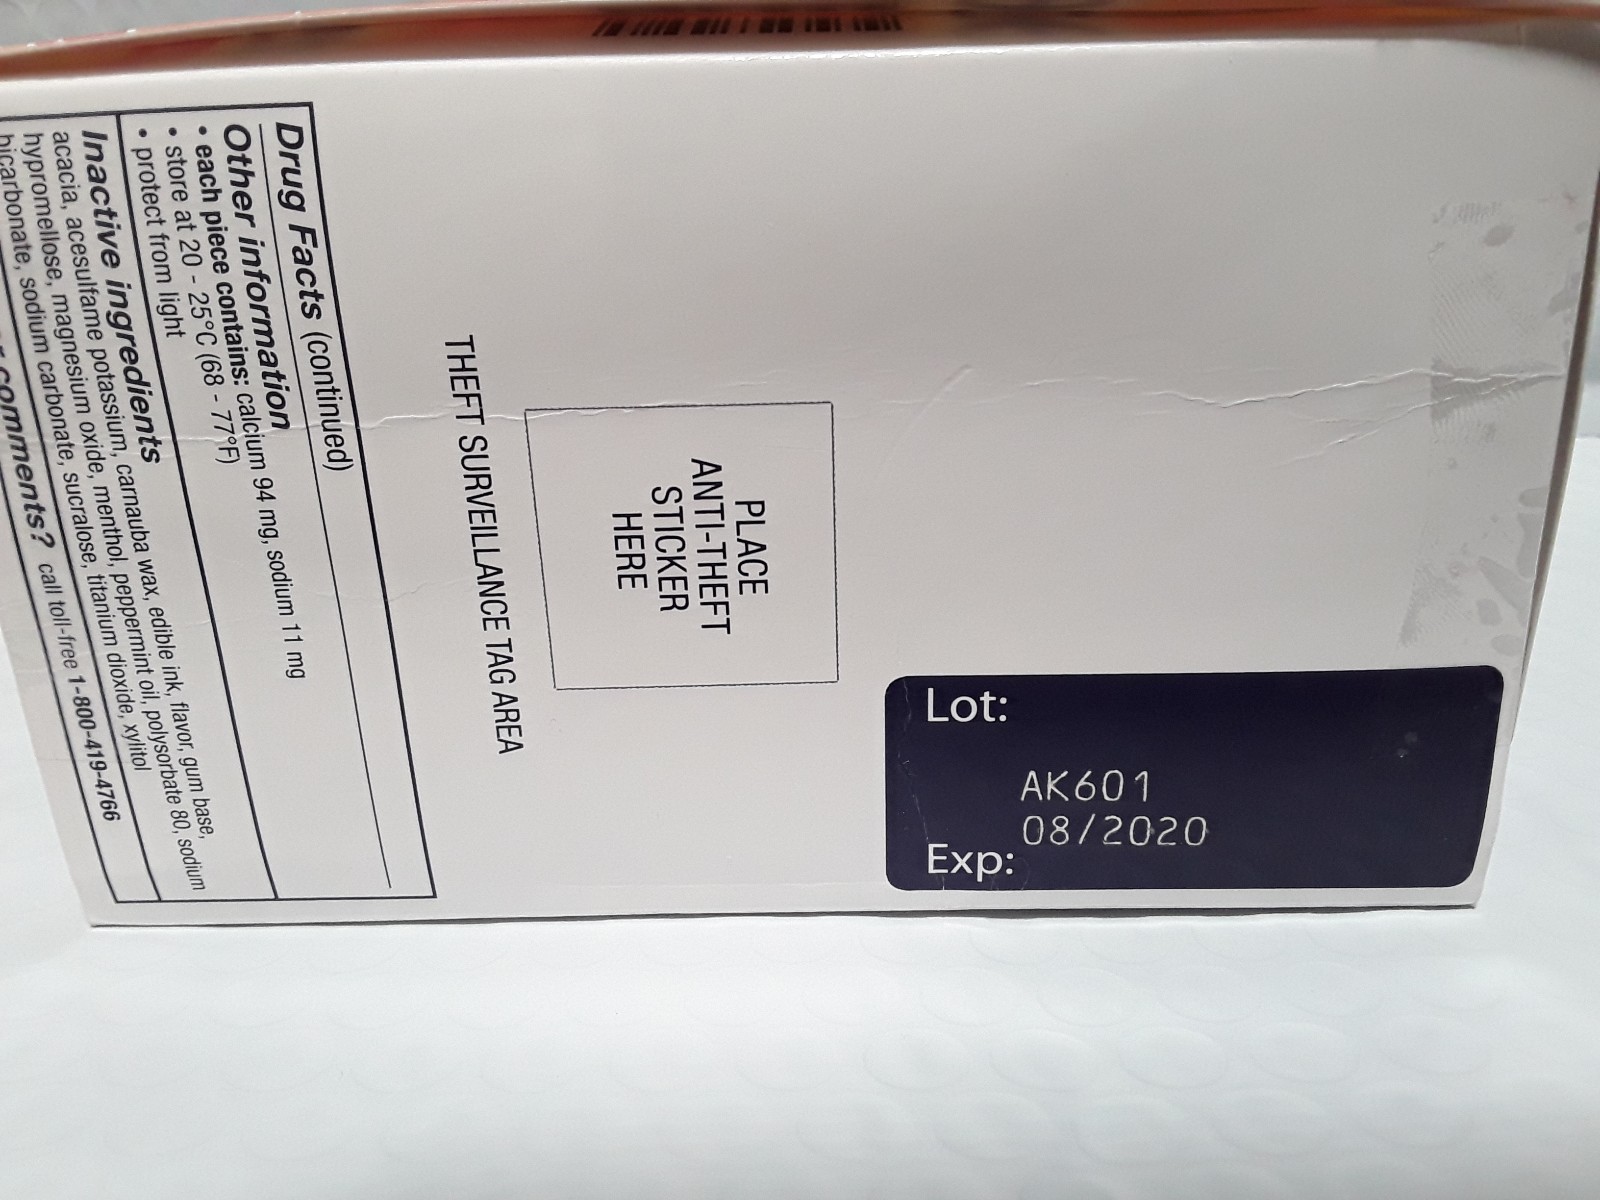 Drug Facts (continued)
Other information
• each piece contains: calcium 94 mg, sodium 11 mg
• store at 20 - 25°C (68 - 77°F)
• protect from light
Inactive ingredients
acacia, acesulfame potassium, carnauba wax, edible ink, flavor, gum base,
hypromellose, magnesium oxide, menthol, peppermint oil, polysorbate 80, sodium
bicarbonate, sodium carbonate, sucralose, titanium dioxide, xylitol
comments? call toll-free 1-800-419-4766
THEFT SURVEILLANCE TAG AREA
PLACE
ANTI-THEFT
STICKER
HERE
Lot:
AK601
08/2020
Exp: